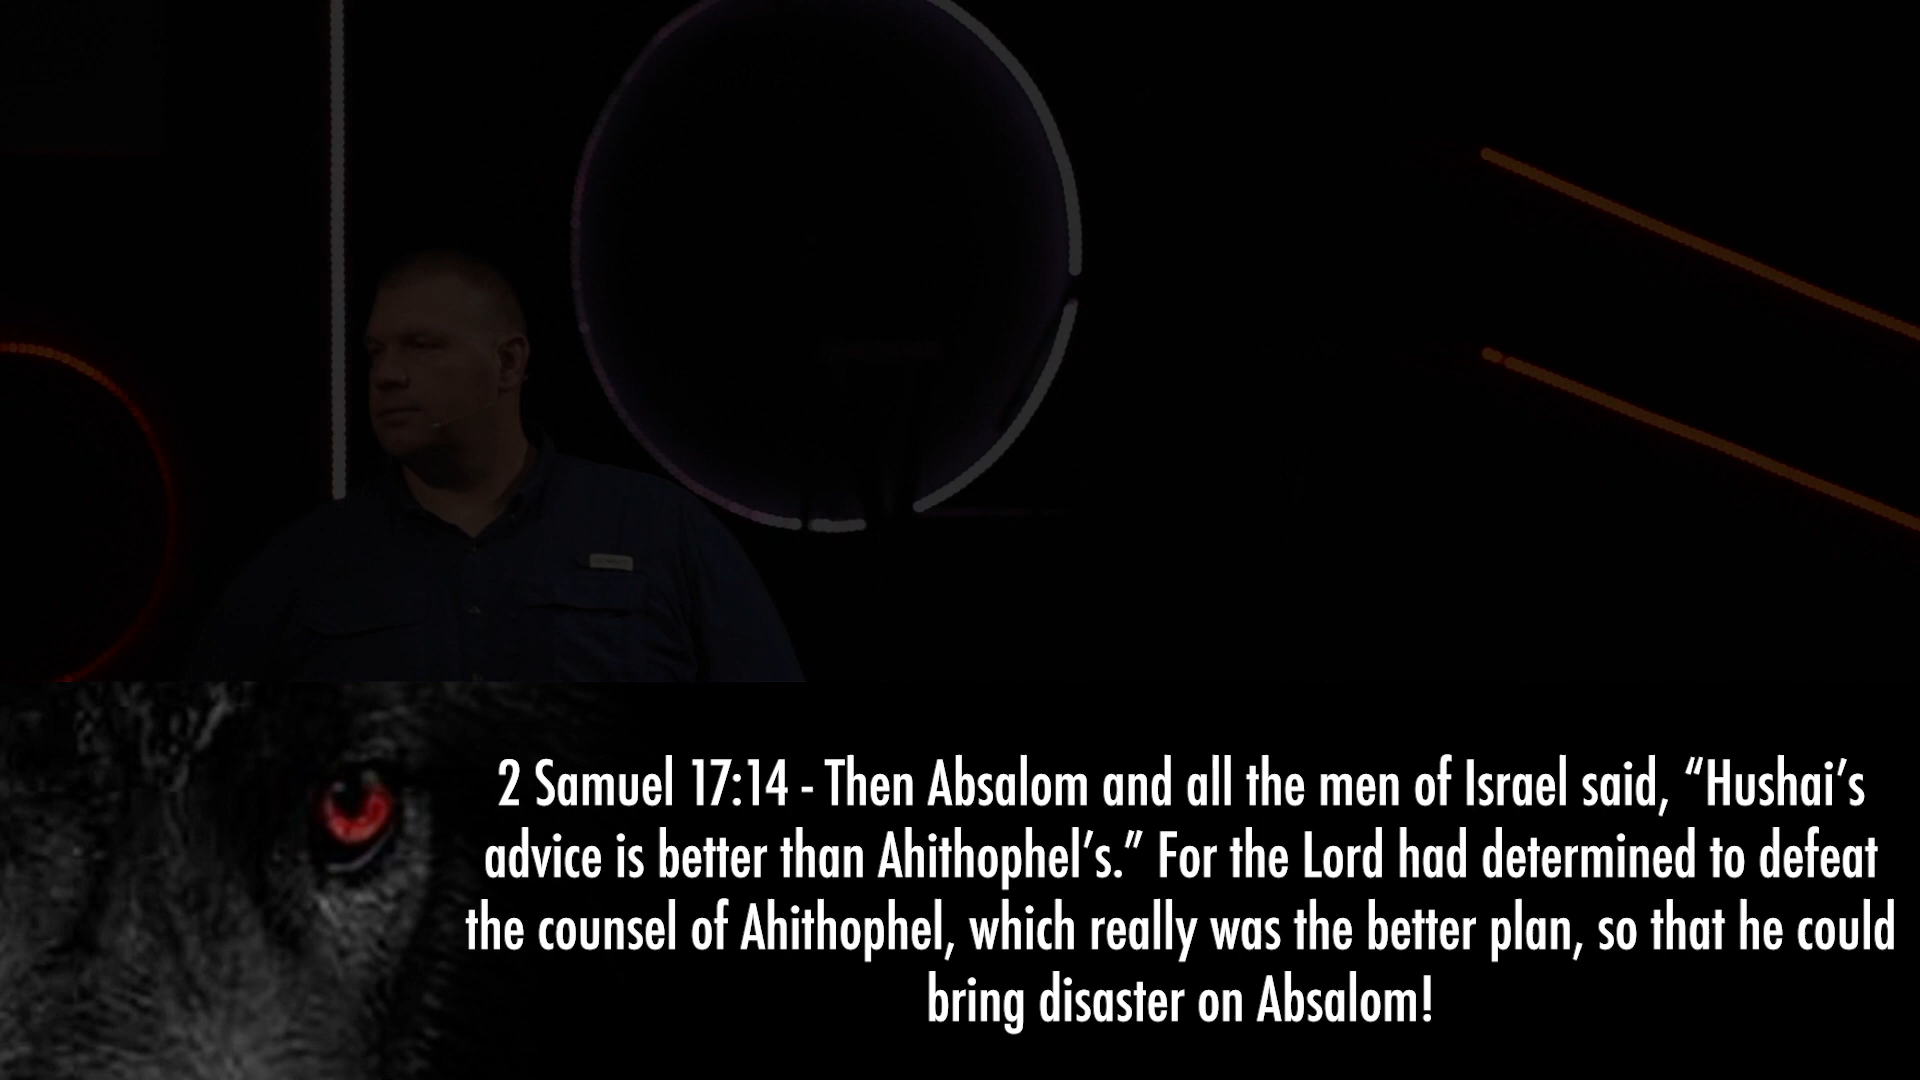 2 Samuel 17:14 - Then Absalom and all the men of Israel said, “Hushai’s
advice is better than Ahithophel’s.” For the Lord had determined to defeat
the counsel of Ahithophel, which really was the better plan, so that he could
bring disaster on Absalom!